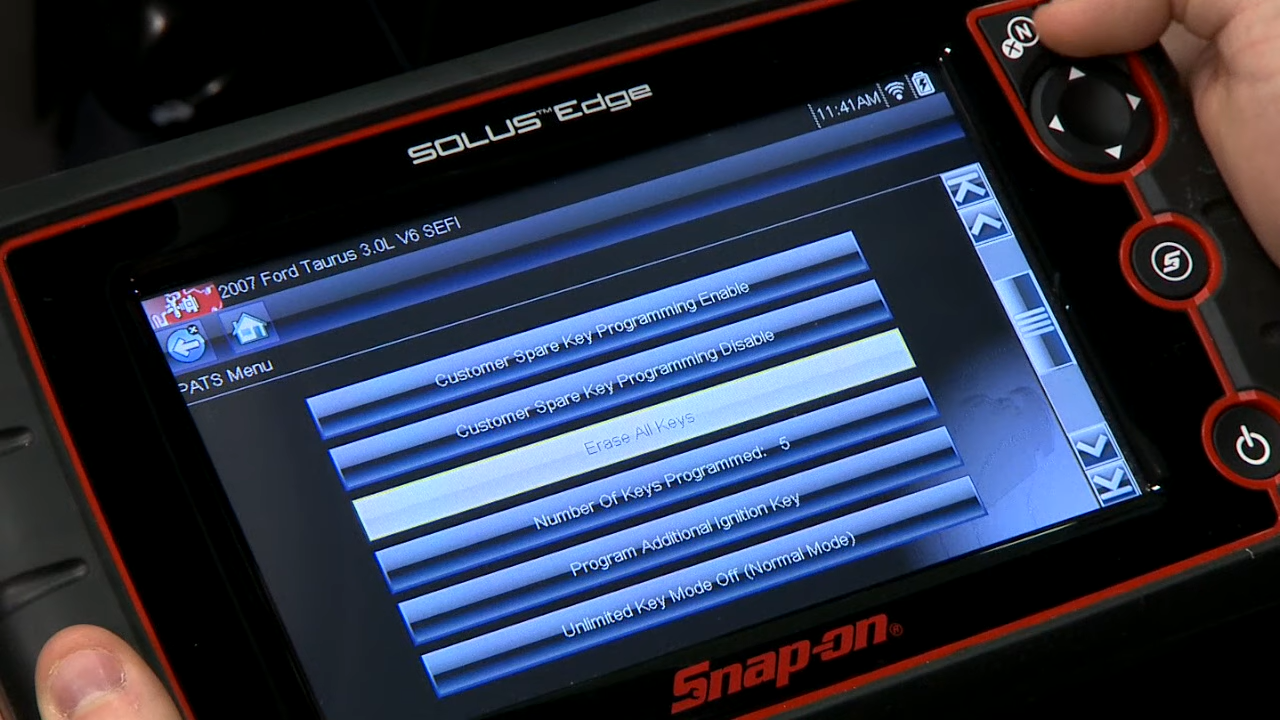 SOLUS™Edge
11:41AM
2007 Ford Taurus 3.0L V6 SEFI
PATS Menu
Customer Spare Key Programming Enable
Customer Spare Key Programming Disable
Erase All Keys
Number Of Keys Programmed: 5
Program Additional Ignition Key
Unlimited Key Mode Off (Normal Mode)
Snap-on®
N
X
S